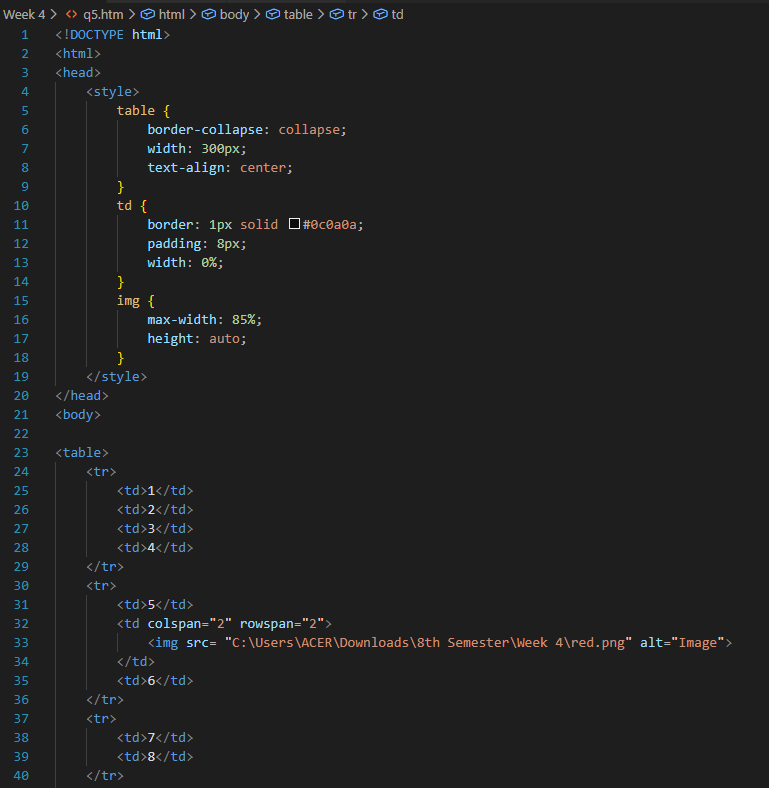 Week 4 > <> q5.htm > html > body > table > tr > td
1 <!DOCTYPE html>
2 <html>
3 <head>
4     <style>
5         table {
6             border-collapse: collapse;
7             width: 300px;
8             text-align: center;
9         }
10         td {
11             border: 1px solid #0c0a0a;
12             padding: 8px;
13             width: 0%;
14         }
15         img {
16             max-width: 85%;
17             height: auto;
18         }
19     </style>
20 </head>
21 <body>
22
23 <table>
24     <tr>
25         <td>1</td>
26         <td>2</td>
27         <td>3</td>
28         <td>4</td>
29     </tr>
30     <tr>
31         <td>5</td>
32         <td colspan="2" rowspan="2">
33             <img src= "C:\Users\ACER\Downloads\8th Semester\Week 4\red.png" alt="Image">
34         </td>
35         <td>6</td>
36     </tr>
37     <tr>
38         <td>7</td>
39         <td>8</td>
40     </tr>